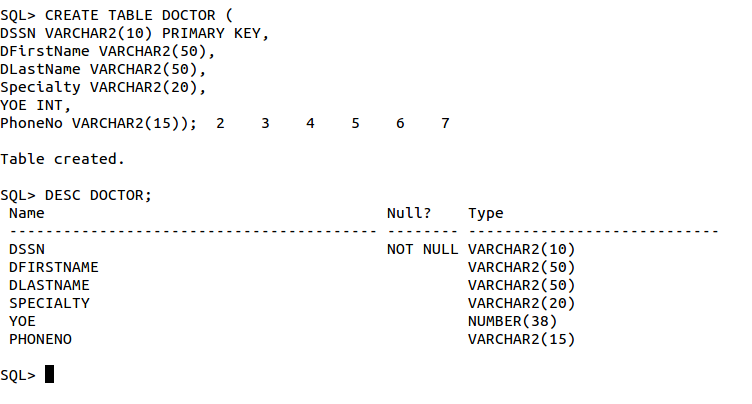 SQL> CREATE TABLE DOCTOR (
DSSN VARCHAR2(10) PRIMARY KEY,
DFirstName VARCHAR2(50),
DLastName VARCHAR2(50),
Specialty VARCHAR2(20),
YOE INT,
PhoneNo VARCHAR2(15));  2    3    4    5    6    7
Table created.
SQL> DESC DOCTOR;
 Name                                      Null?    Type
 ----------------------------------------- -------- ----------------------------
 DSSN                                      NOT NULL VARCHAR2(10)
 DFIRSTNAME                                         VARCHAR2(50)
 DLASTNAME                                          VARCHAR2(50)
 SPECIALTY                                          VARCHAR2(20)
 YOE                                                NUMBER(38)
 PHONENO                                            VARCHAR2(15)
SQL>